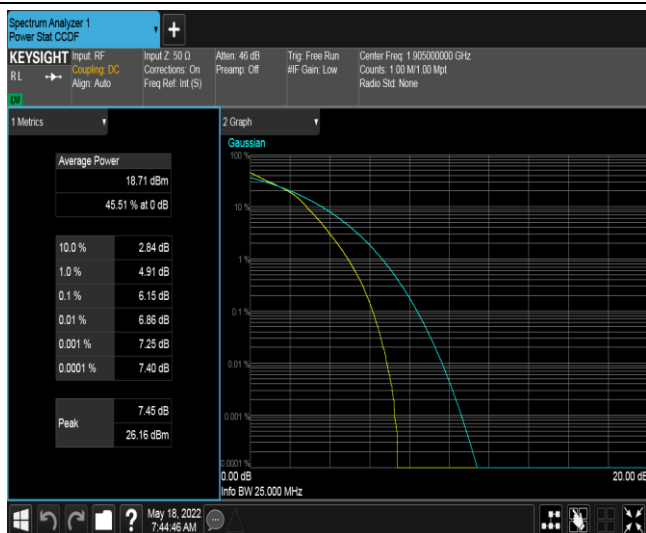 Spectrum Analyzer 1
Power Stat CCDF
+
KEYSIGHT
RL
LXI
Input: RF
Coupling: DC
Align: Auto
Input Z: 50 Ω
Corrections: On
Freq Ref: Int (S)
Atten: 46 dB
Preamp: Off
Trig: Free Run
#IF Gain: Low
Center Freq: 1.905000000 GHz
Counts: 1.00 M/1.00 Mpt
Radio Std: None
1 Metrics
Average Power
18.71 dBm
45.51 % at 0 dB
10.0 % 2.84 dB
1.0 % 4.91 dB
0.1 % 6.15 dB
0.01 % 6.86 dB
0.001 % 7.25 dB
0.0001 % 7.40 dB
Peak 7.45 dB
26.16 dBm
2 Graph
Gaussian
100 %
10 %
1 %
0.1 %
0.01 %
0.001 %
0.0001 %
0.00 dB 20.00 dB
Info BW 25.000 MHz
?
May 18, 2022
7:44:46 AM